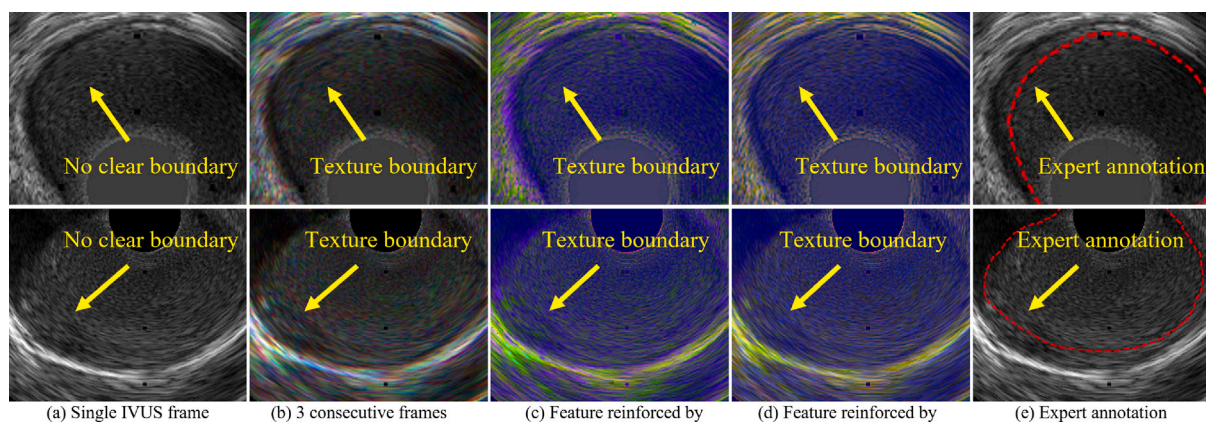 No clear boundary
Texture boundary
Texture boundary
Texture boundary
Expert annotation
No clear boundary
Texture boundary
Texture boundary
Texture boundary
Expert annotation
(a) Single IVUS frame
(b) 3 consecutive frames
(c) Feature reinforced by
(d) Feature reinforced by
(e) Expert annotation